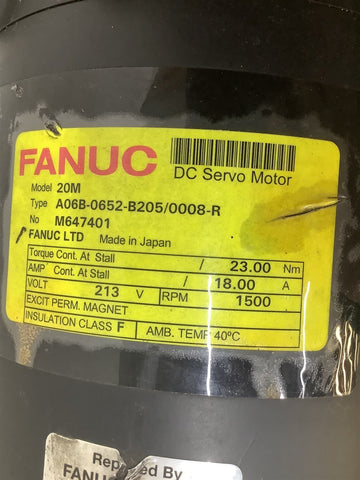 FANUC
DC Servo Motor
Model 20M
Type A06B-0652-B205/0008-R
No M647401
FANUC LTD Made in Japan
Torque Cont. At Stall / 23.00 Nm
AMP Cont. At Stall / 18.00 A
VOLT 213 V RPM 1500
EXCIT PERM. MAGNET
INSULATION CLASS F AMB. TEMP 40ºC
By
FANUC